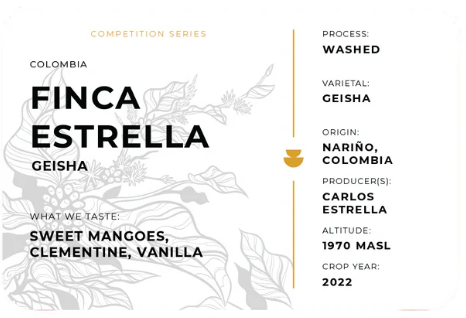 COMPETITION SERIES
COLOMBIA
FINCA
ESTRELLA
GEISHA
WHAT WE TASTE:
SWEET MANGOES,
CLEMENTINE, VANILLA
PROCESS:
WASHED
VARIETAL:
GEISHA
ORIGIN:
NARIÑO,
COLOMBIA
PRODUCER(S):
CARLOS
ESTRELLA
ALTITUDE:
1970 MASL
CROP YEAR:
2022